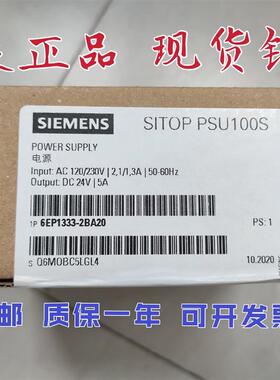 正品 现货
SIEMENS
SITOP PSU100S
POWER SUPPLY
电源
Input: AC 120/230V | 2,1/1,3A | 50-60Hz
Output: DC 24V | 5A
1P 6EP1333-2BA20
PS: 1
S Q6M0BC5LGL4
10.2020
邮 质保一年 可开发票